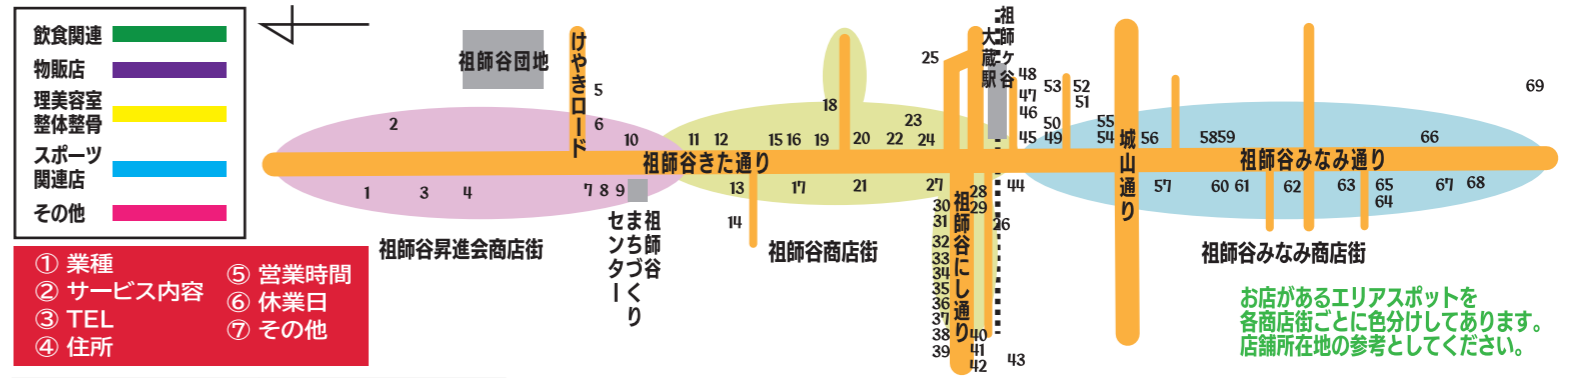 飲食関連
物販店
理美容室
整体整骨
スポーツ
関連店
その他
① 業種
② サービス内容
③ TEL
④ 住所
⑤ 営業時間
⑥ 休業日
⑦ その他
祖師谷団地
けやきロード
祖師ヶ谷
大蔵駅
祖師谷きた通り
城山通り
祖師谷みなみ通り
祖師谷にし通り
祖師谷
まちづくり
センター
祖師谷昇進会商店街
祖師谷商店街
祖師谷みなみ商店街
1
2
3
4
5
6
7
8
9
10
11
12
13
14
15
16
17
18
19
20
21
22
23
24
25
26
27
28
29
30
31
32
33
34
35
36
37
38
39
40
41
42
43
44
45
46
47
48
49
50
51
52
53
54
55
56
57
58
59
60
61
62
63
64
65
66
67
68
69
お店があるエリアスポットを
各商店街ごとに色分けしてあります。
店舗所在地の参考としてください。